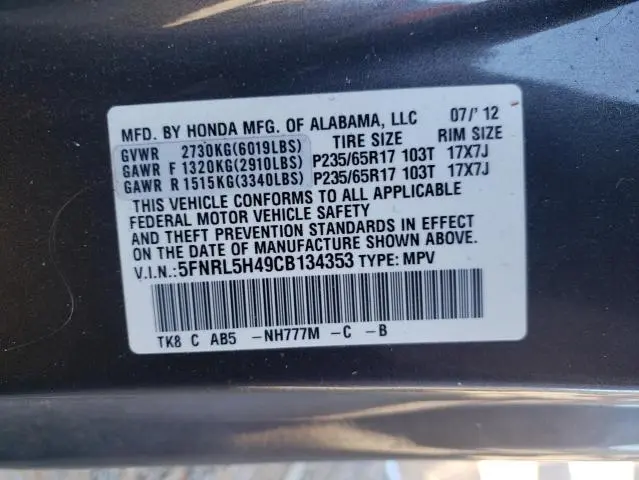 MFD. BY HONDA MFG. OF ALABAMA, LLC 07/'12
TIRE SIZE RIM SIZE
GVWR 2730KG(6019LBS)
GAWR F 1320KG(2910LBS) P235/65R17 103T 17X7J
GAWR R 1515KG(3340LBS) P235/65R17 103T 17X7J
THIS VEHICLE CONFORMS TO ALL APPLICABLE
FEDERAL MOTOR VEHICLE SAFETY
AND THEFT PREVENTION STANDARDS IN EFFECT
ON THE DATE OF MANUFACTURE SHOWN ABOVE.
V.I.N.:5FNRL5H49CB134353 TYPE: MPV
TK8 C AB5 -NH777M -C -B